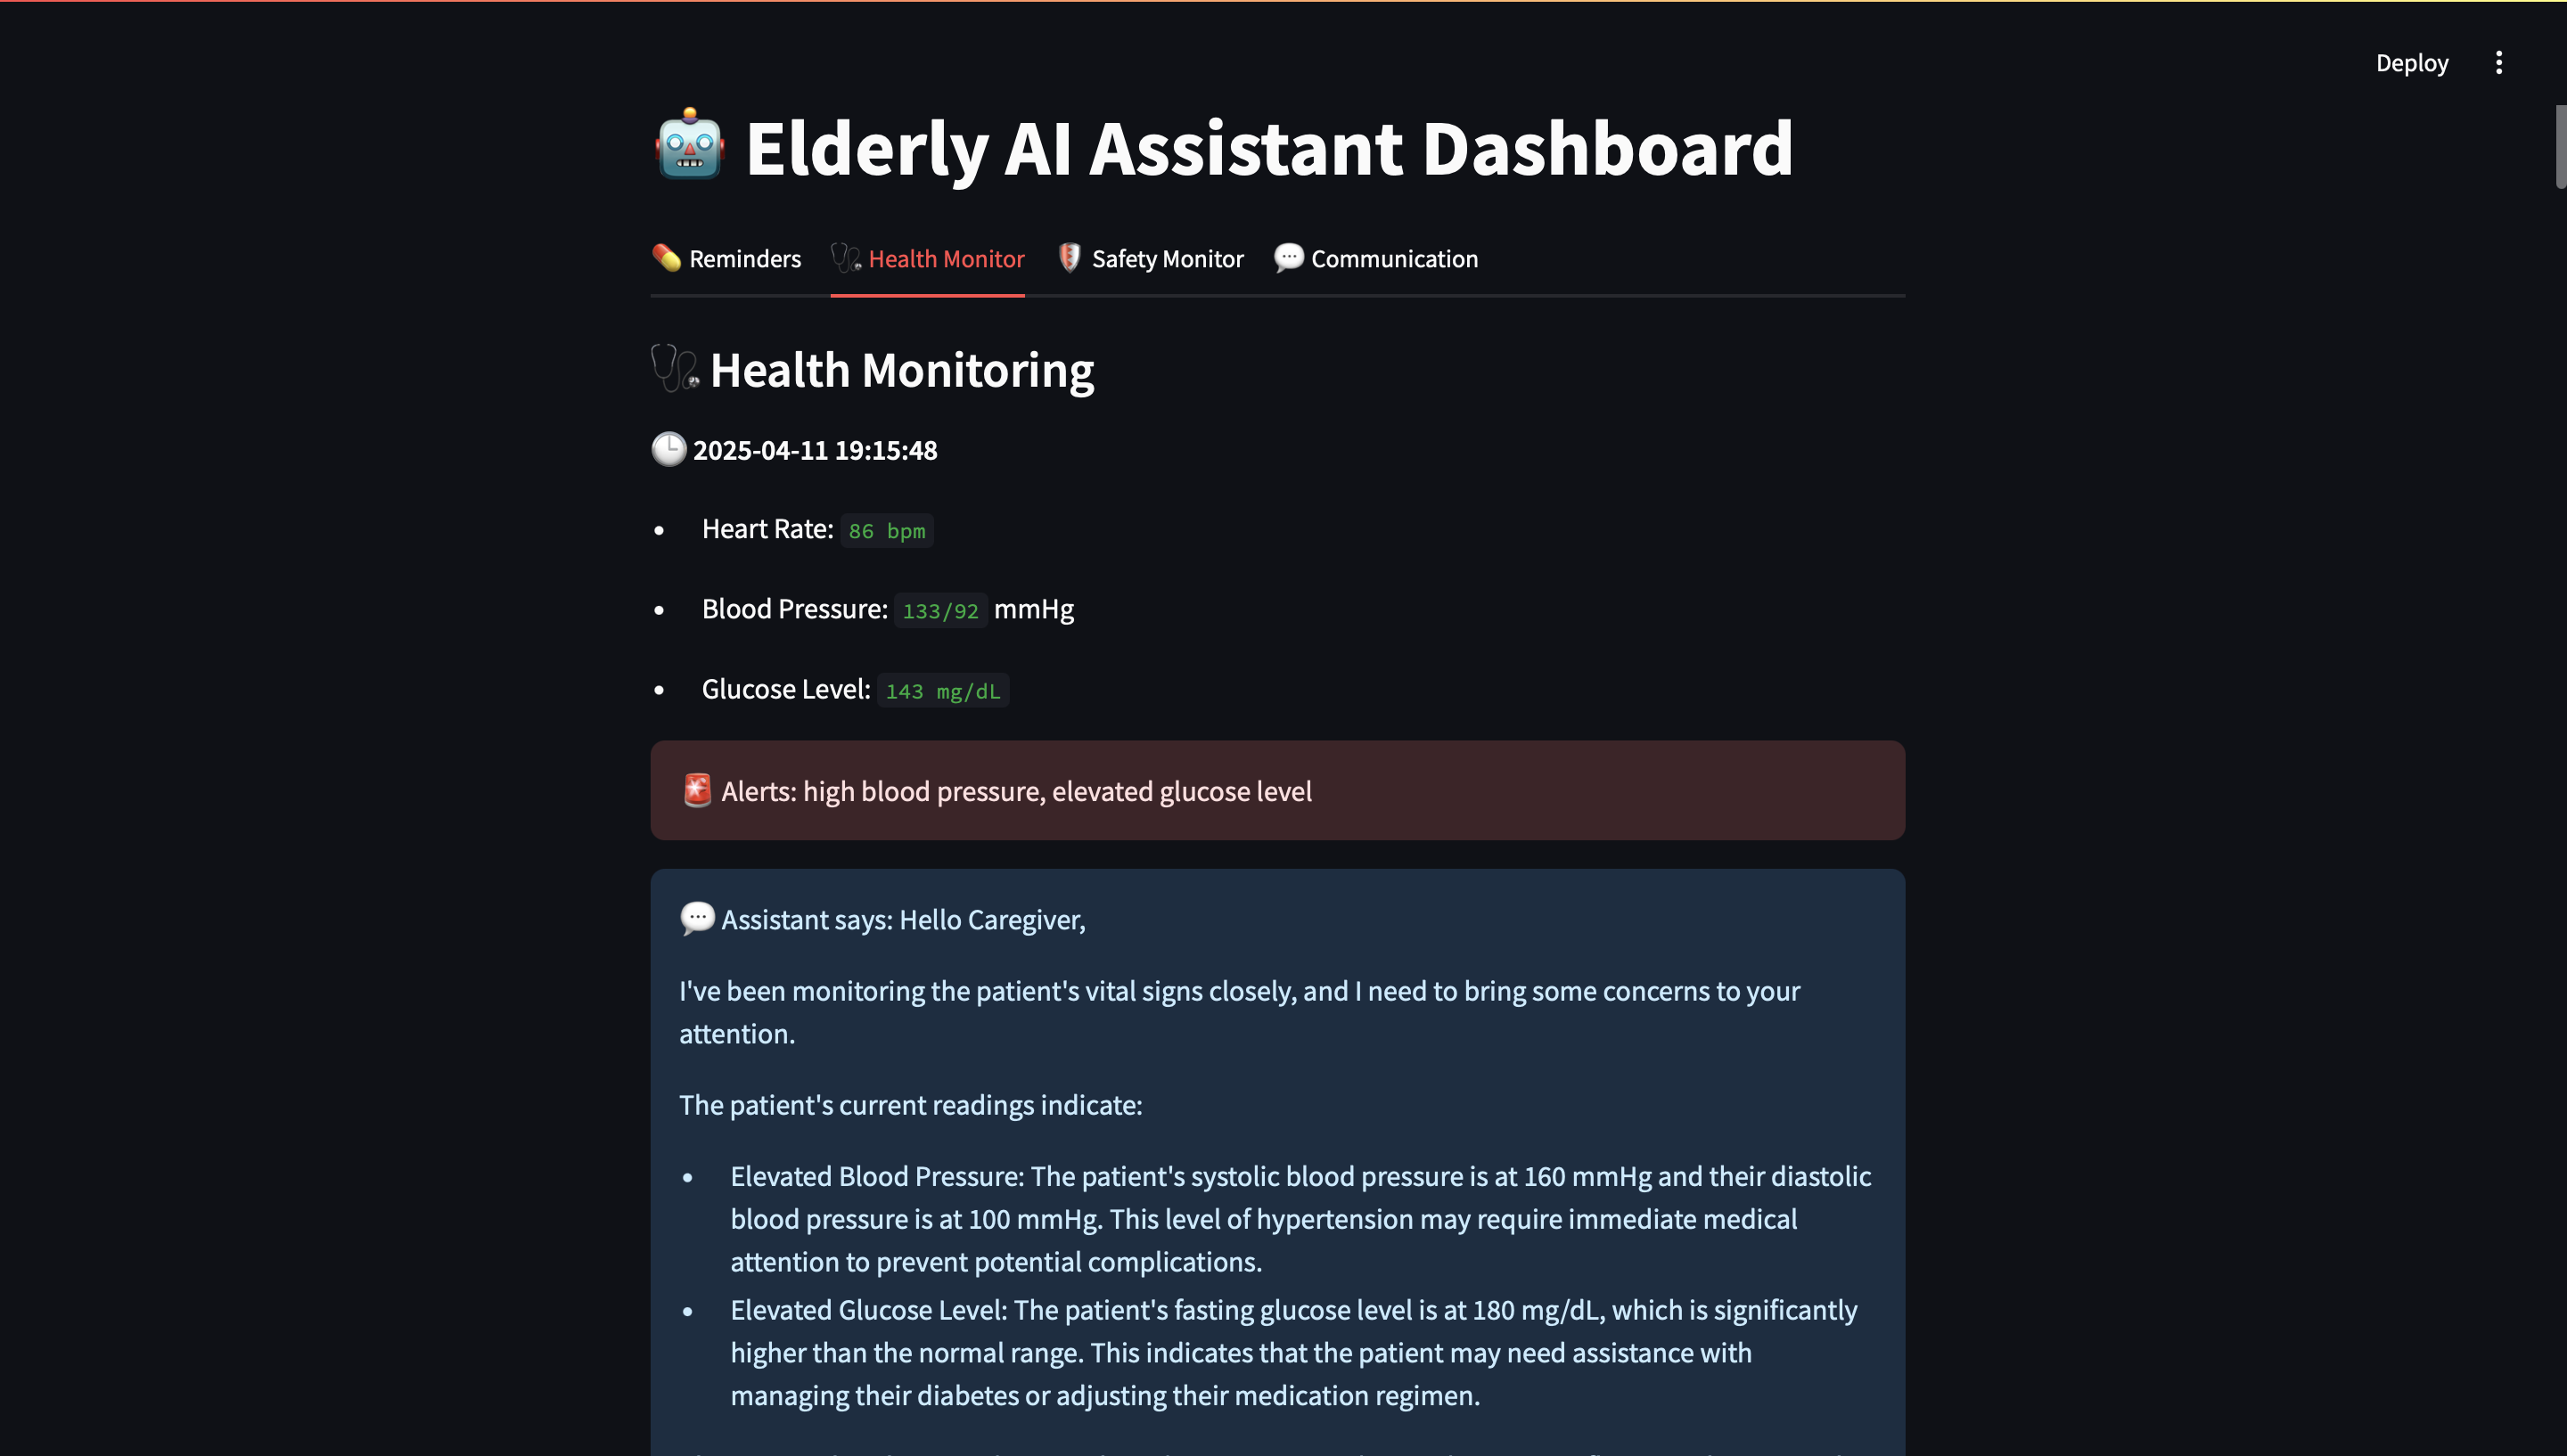 Deploy
Elderly AI Assistant Dashboard
Reminders Health Monitor Safety Monitor Communication
Health Monitoring
2025-04-11 19:15:48
Heart Rate: 86 bpm
Blood Pressure: 133/92 mmHg
Glucose Level: 143 mg/dL
Alerts: high blood pressure, elevated glucose level
Assistant says: Hello Caregiver,
I've been monitoring the patient's vital signs closely, and I need to bring some concerns to your
attention.
The patient's current readings indicate:
Elevated Blood Pressure: The patient's systolic blood pressure is at 160 mmHg and their diastolic
blood pressure is at 100 mmHg. This level of hypertension may require immediate medical
attention to prevent potential complications.
Elevated Glucose Level: The patient's fasting glucose level is at 180 mg/dL, which is significantly
higher than the normal range. This indicates that the patient may need assistance with
managing their diabetes or adjusting their medication regimen.